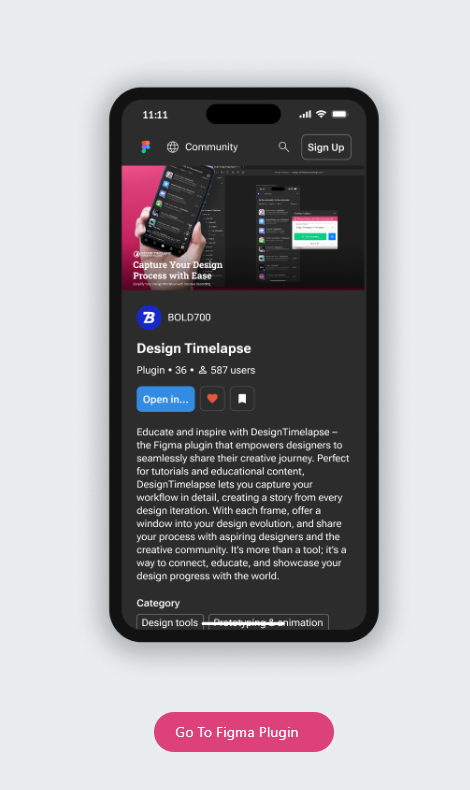 11:11
Community
Sign Up
Capture Your Design
Process with Ease
BOLD700
Design Timelapse
Plugin • 36 • 587 users
Open in...
Educate and inspire with DesignTimelapse –
the Figma plugin that empowers designers to
seamlessly share their creative journey. Perfect
for tutorials and educational content,
DesignTimelapse lets you capture your
workflow in detail, creating a story from every
design iteration. With each frame, offer a
window into your design evolution, and share
your process with aspiring designers and the
creative community. It's more than a tool; it's a
way to connect, educate, and showcase your
design progress with the world.
Category
Design tools Prototyping & animation
Go To Figma Plugin